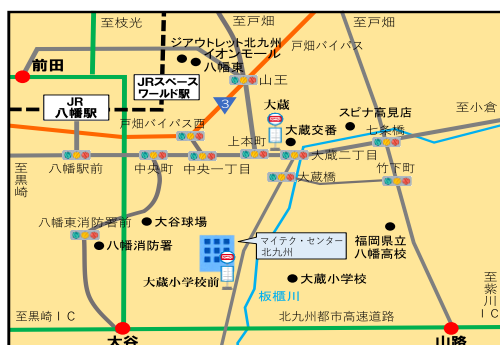 至枝光
至戸畑
至戸畑
ジアウトレット北九州
イオンモール
八幡東
戸畑バイパス
前田
JRスペース
ワールド駅
山王
3
JR
八幡駅
大蔵
スピナ高見店
至小倉
戸畑バイパス西
大蔵交番
七条橋
上本町
大蔵二丁目
至黒崎
八幡駅前
中央町
中央一丁目
大蔵橋
竹下町
八幡東消防署前
大谷球場
八幡消防署
マイテク・センター
北九州
福岡県立
八幡高校
大蔵小学校前
大蔵小学校
板櫃川
至紫川IC
至黒崎IC
北九州都市高速道路
大谷
山路